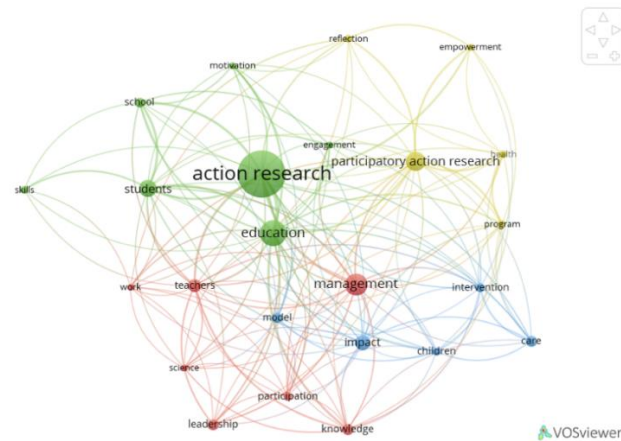 reflection
empowerment
motivation
school
engagement
action research
participatory action research
health
skills
students
education
program
work
teachers
management
intervention
model
impact
children
care
science
participation
leadership
knowledge
VOSviewer